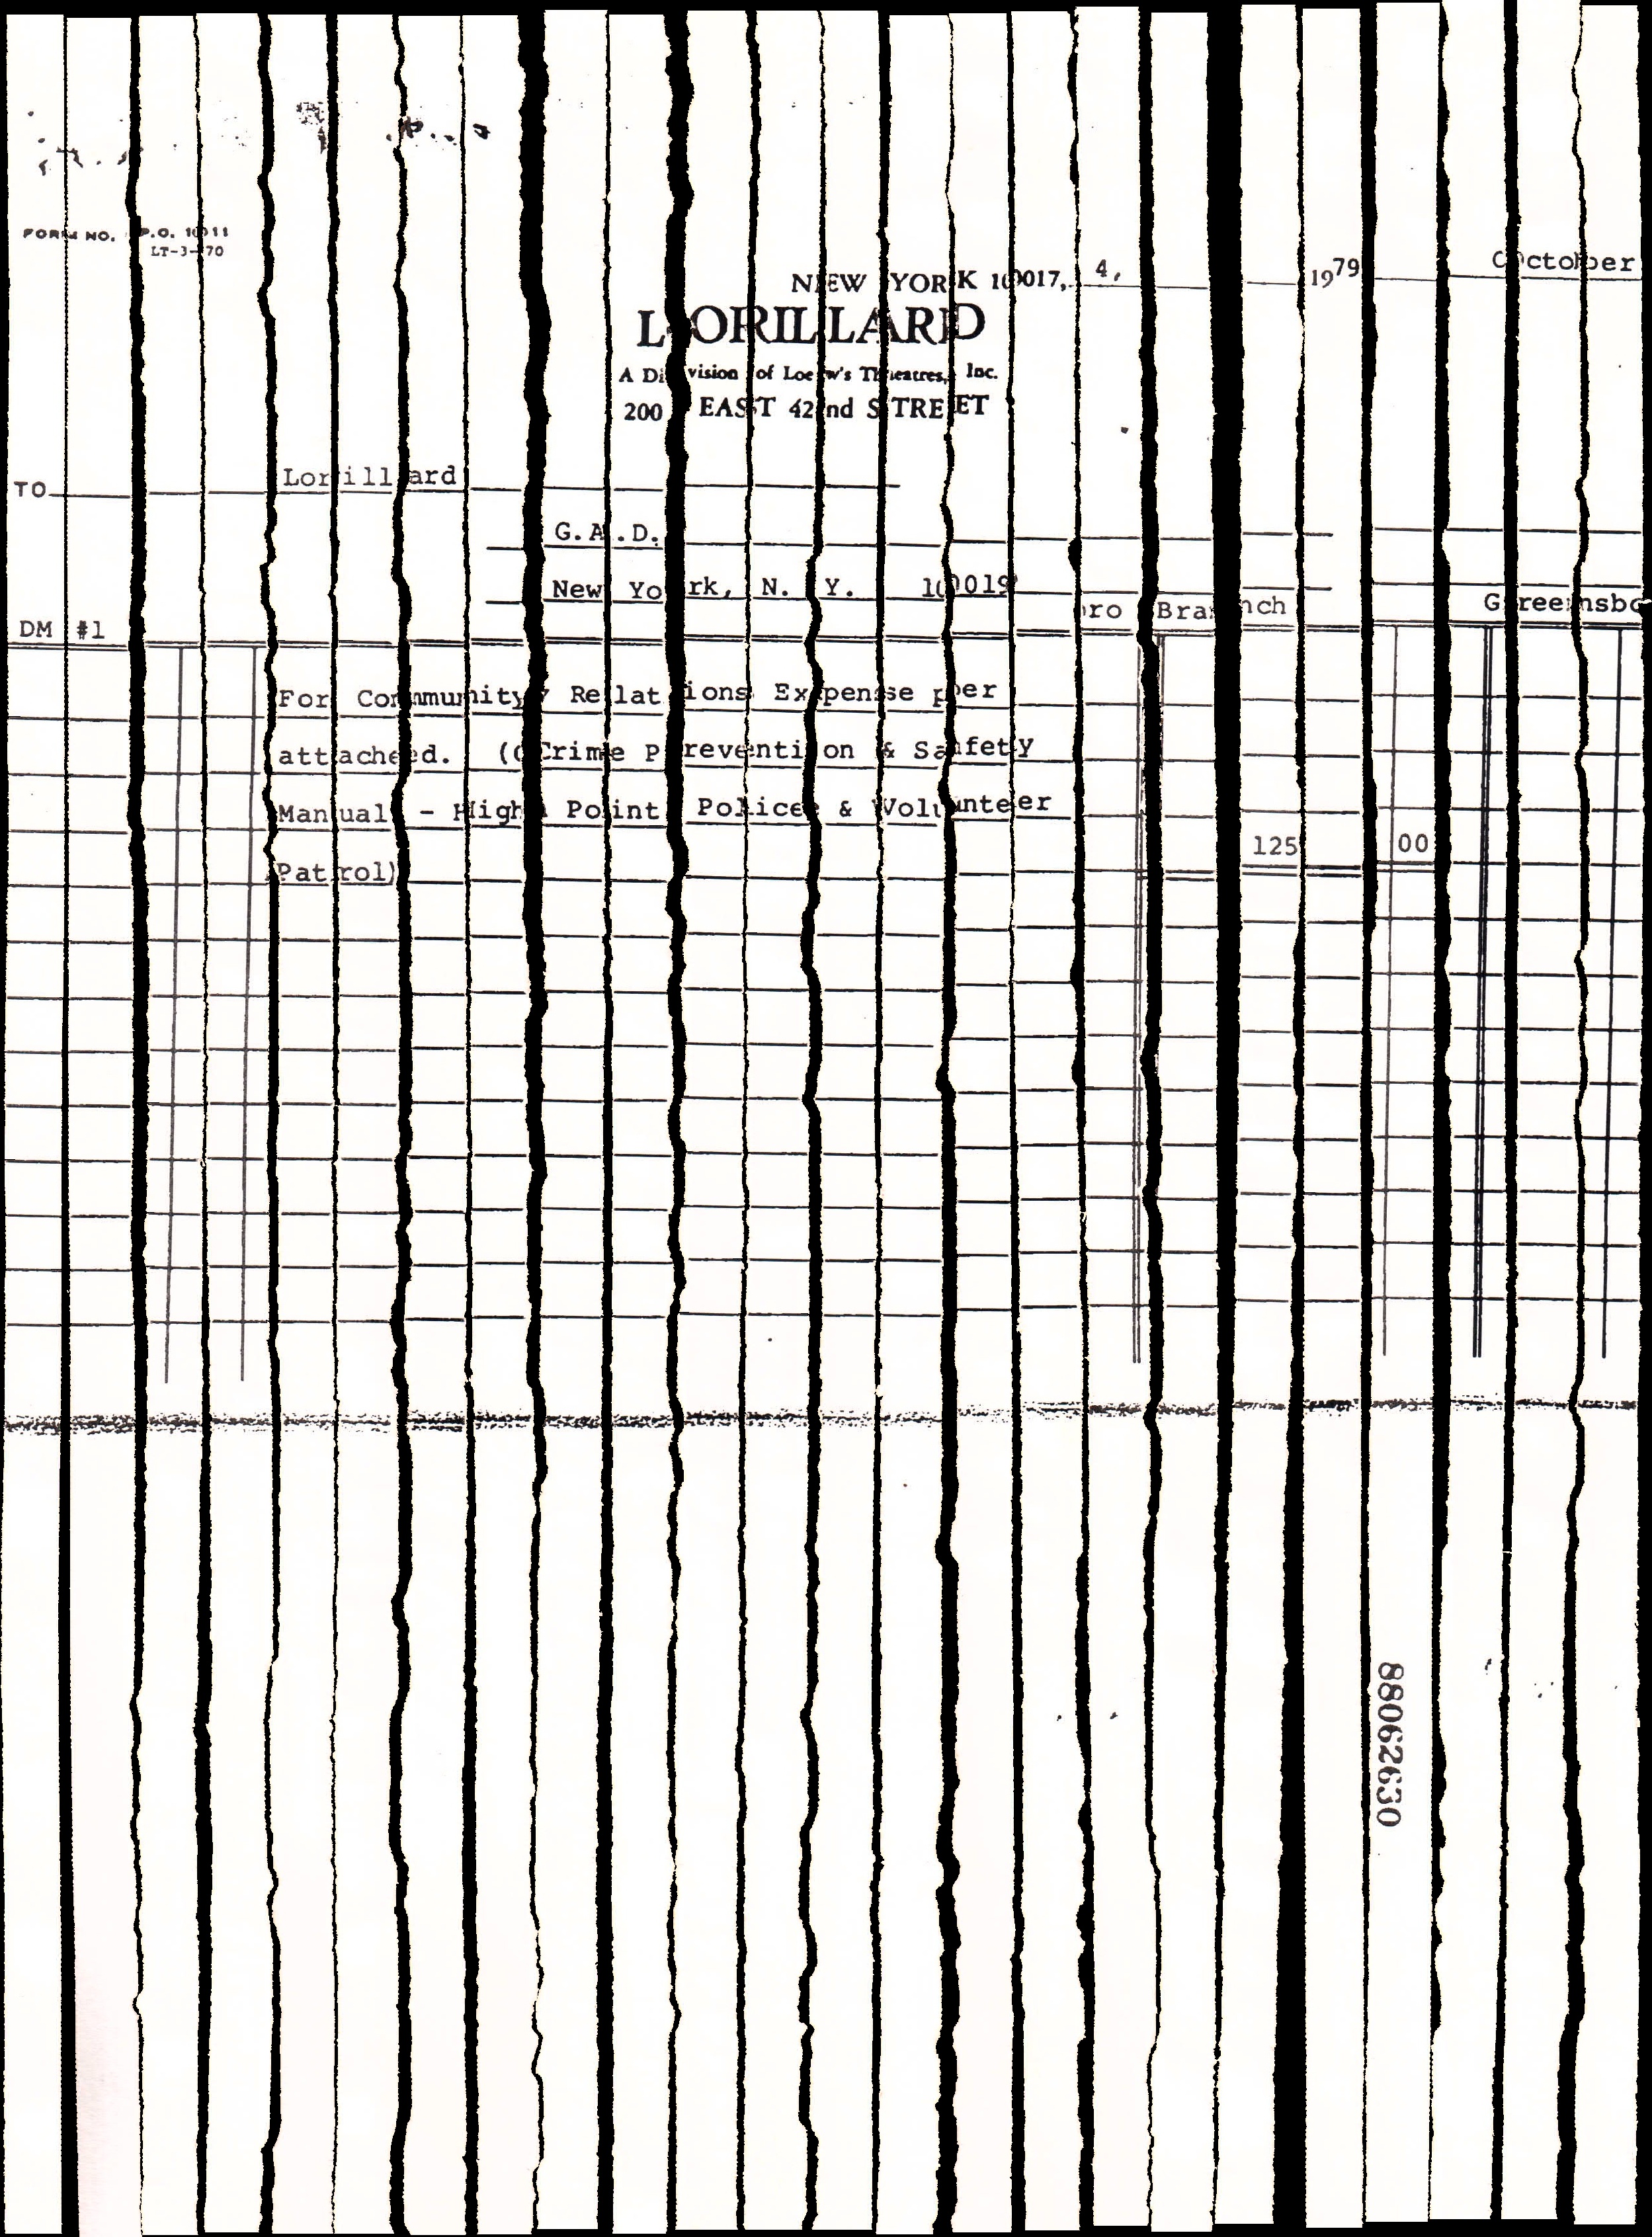 FORM NO. P.O. 1011
LT-3-70
NEW YORK 10017, October 4, 1979
LORILLARD
A Division of Loew's Theatres, Inc.
200 EAST 42nd STREET
TO Lorillard
G.A.D.
New York, N. Y. 10019
DM #1 Greensboro Branch
For Community Relations Expense per
attached. (Crime Prevention & Safety
Manual - High Point Police & Volunteer
Patrol) 125 00
88062630